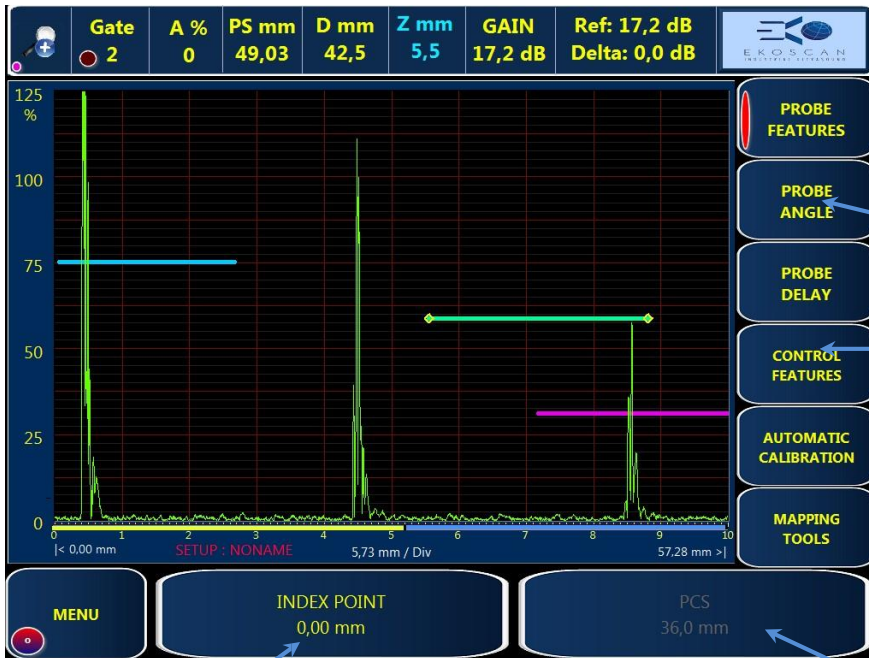 Gate
2
A %
0
PS mm
49,03
D mm
42,5
Z mm
5,5
GAIN
17,2 dB
Ref: 17,2 dB
Delta: 0,0 dB
EKOSCAN
INDUSTRIAL ULTRASOUND
125
%
100
75
50
25
0
0 1 2 3 4 5 6 7 8 9 10
|< 0,00 mm
SETUP : NONAME
5,73 mm / Div
57,28 mm >|
PROBE
FEATURES
PROBE
ANGLE
PROBE
DELAY
CONTROL
FEATURES
AUTOMATIC
CALIBRATION
MAPPING
TOOLS
MENU
INDEX POINT
0,00 mm
PCS
36,0 mm